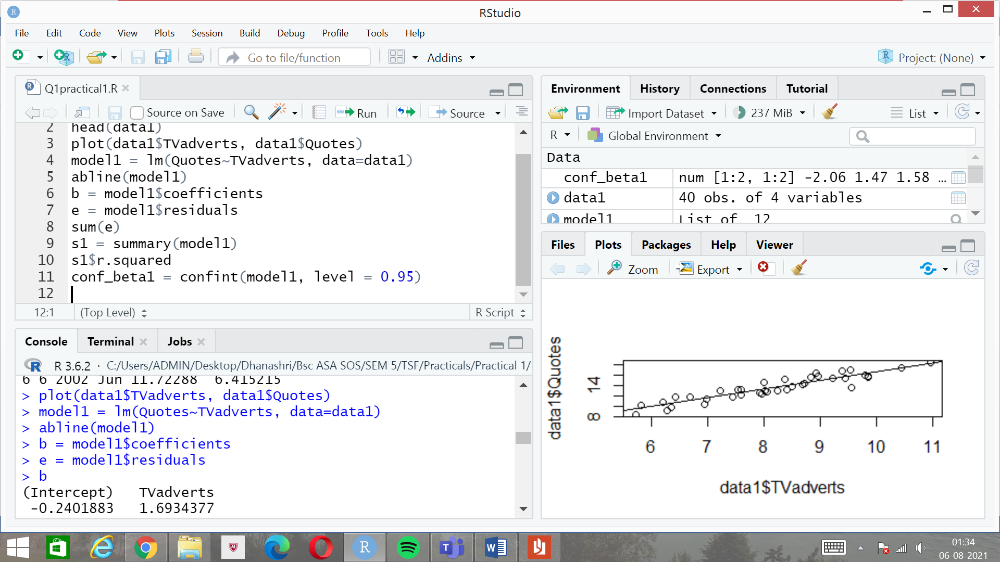 RStudio
File Edit Code View Plots Session Build Debug Profile Tools Help
Go to file/function
Addins
Project: (None)
Q1practical1.R
Source on Save
Run
Source
2 head(data1)
3 plot(data1$TVadverts, data1$Quotes)
4 model1 = lm(Quotes~TVadverts, data=data1)
5 abline(model1)
6 b = model1$coefficients
7 e = model1$residuals
8 sum(e)
9 s1 = summary(model1)
10 s1$r.squared
11 conf_beta1 = confint(model1, level = 0.95)
12
12:1 (Top Level) R Script
Console Terminal Jobs
R 3.6.2 · C:/Users/ADMIN/Desktop/Dhanashri/Bsc ASA SOS/SEM 5/TSF/Practicals/Practical 1/
6 6 2002 Jun 11.72288 6.415215
> plot(data1$TVadverts, data1$Quotes)
> model1 = lm(Quotes~TVadverts, data=data1)
> abline(model1)
> b = model1$coefficients
> e = model1$residuals
> b
(Intercept) TVadverts
-0.2401883 1.6934377
Environment History Connections Tutorial
Import Dataset 237 MiB List
R Global Environment
Data
conf_beta1 num [1:2, 1:2] -2.06 1.47 1.58 ...
data1 40 obs. of 4 variables
model1 List of 12
Files Plots Packages Help Viewer
Zoom Export
data1$Quotes
14
8
6 7 8 9 10 11
data1$TVadverts
01:34
06-08-2021